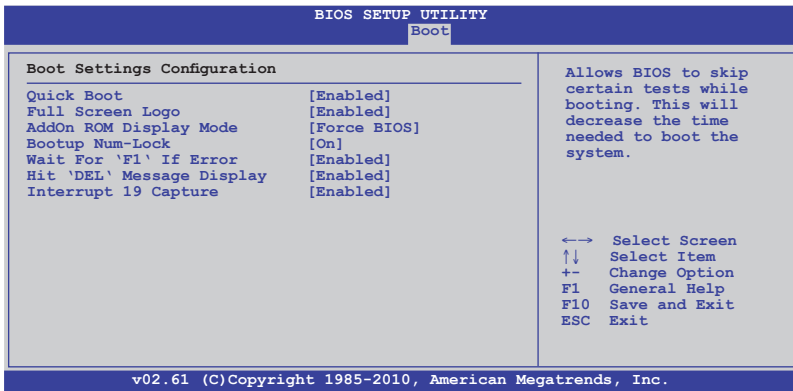 BIOS SETUP UTILITY
Boot
Boot Settings Configuration
Quick Boot [Enabled]
Full Screen Logo [Enabled]
AddOn ROM Display Mode [Force BIOS]
Bootup Num-Lock [On]
Wait For ‘F1‘ If Error [Enabled]
Hit ‘DEL‘ Message Display [Enabled]
Interrupt 19 Capture [Enabled]
Allows BIOS to skip
certain tests while
booting. This will
decrease the time
needed to boot the
system.
←→ Select Screen
↑↓ Select Item
+- Change Option
F1 General Help
F10 Save and Exit
ESC Exit
v02.61 (C)Copyright 1985-2010, American Megatrends, Inc.